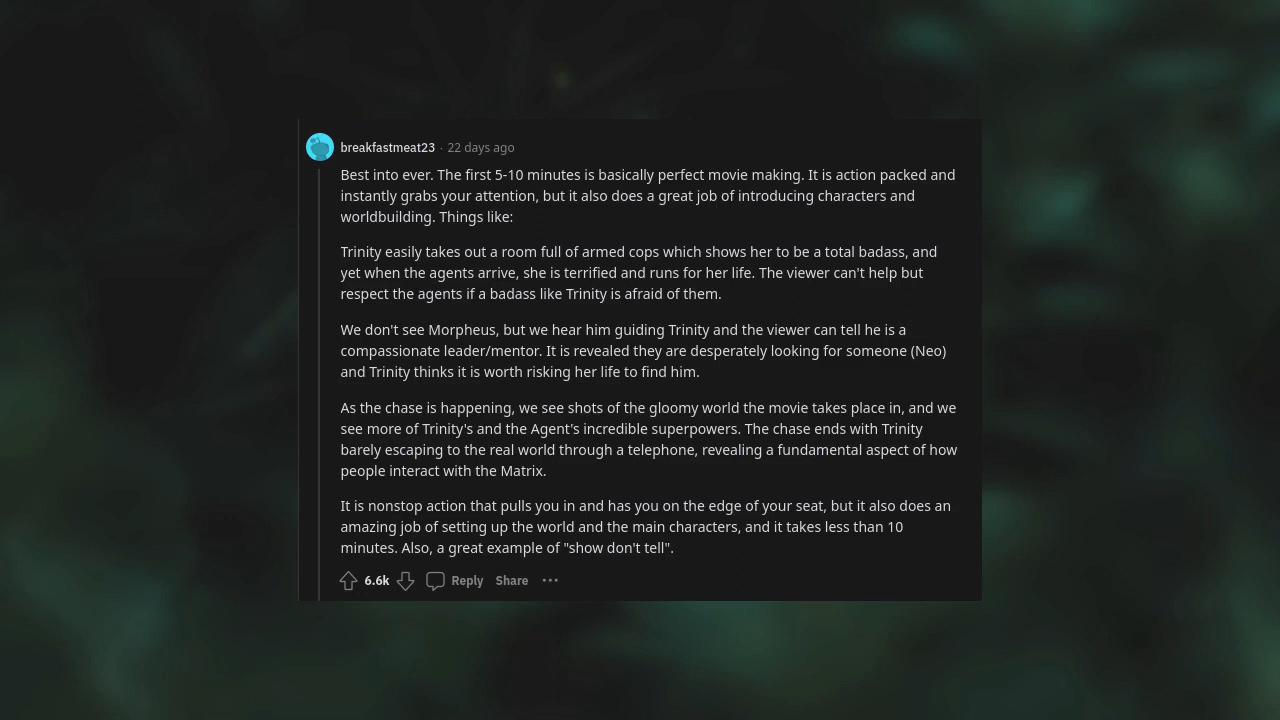 breakfastmeat23 · 22 days ago
Best into ever. The first 5-10 minutes is basically perfect movie making. It is action packed and
instantly grabs your attention, but it also does a great job of introducing characters and
worldbuilding. Things like:
Trinity easily takes out a room full of armed cops which shows her to be a total badass, and
yet when the agents arrive, she is terrified and runs for her life. The viewer can't help but
respect the agents if a badass like Trinity is afraid of them.
We don't see Morpheus, but we hear him guiding Trinity and the viewer can tell he is a
compassionate leader/mentor. It is revealed they are desperately looking for someone (Neo)
and Trinity thinks it is worth risking her life to find him.
As the chase is happening, we see shots of the gloomy world the movie takes place in, and we
see more of Trinity's and the Agent's incredible superpowers. The chase ends with Trinity
barely escaping to the real world through a telephone, revealing a fundamental aspect of how
people interact with the Matrix.
It is nonstop action that pulls you in and has you on the edge of your seat, but it also does an
amazing job of setting up the world and the main characters, and it takes less than 10
minutes. Also, a great example of "show don't tell".
6.6k Reply Share ···